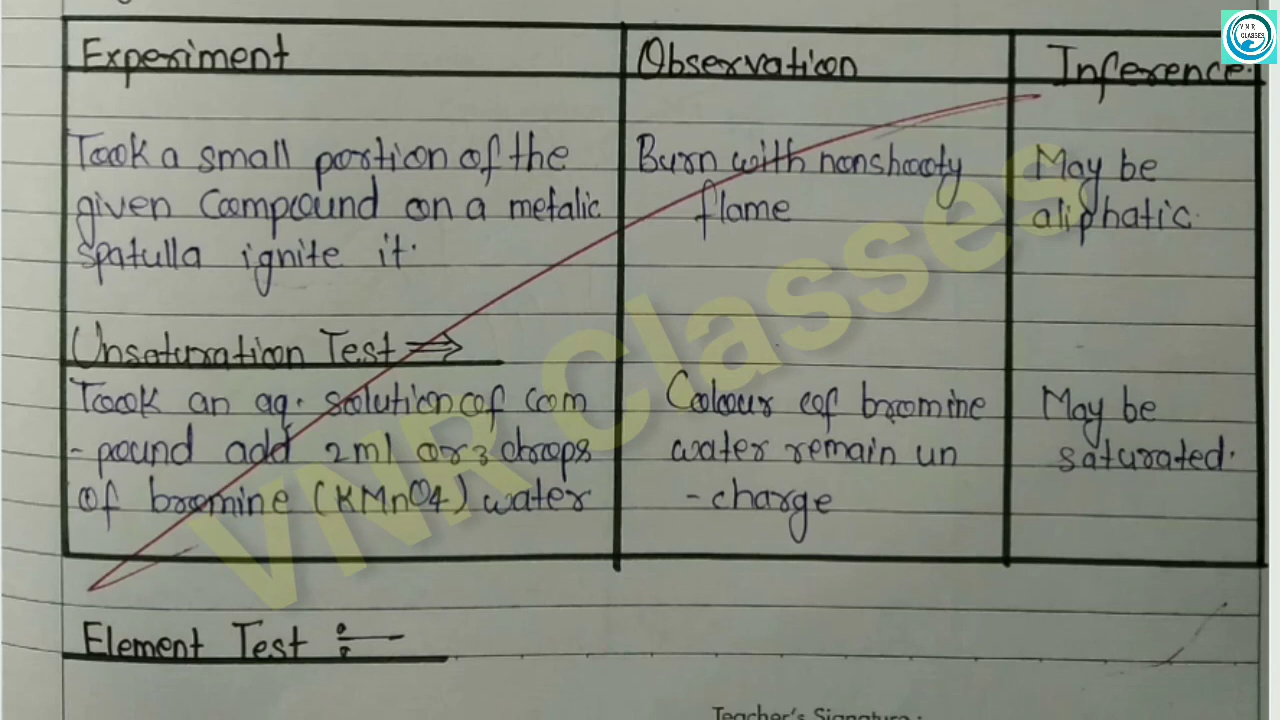 Experiment
Observation
Inference.
Took a small portion of the
given Compound on a metalic
spatulla ignite it.
Burn with nonshooty
flame
May be
aliphatic.
Unsaturation Test ⇒
Took an aq. solution of com
- pound add 2ml or 3 drops
of bromine (KMnO4) water
Colour of bromine
water remain un
- charge
May be
saturated.
Element Test ÷
Teacher's Signature :
VNR Classes
VNR
CLASSES